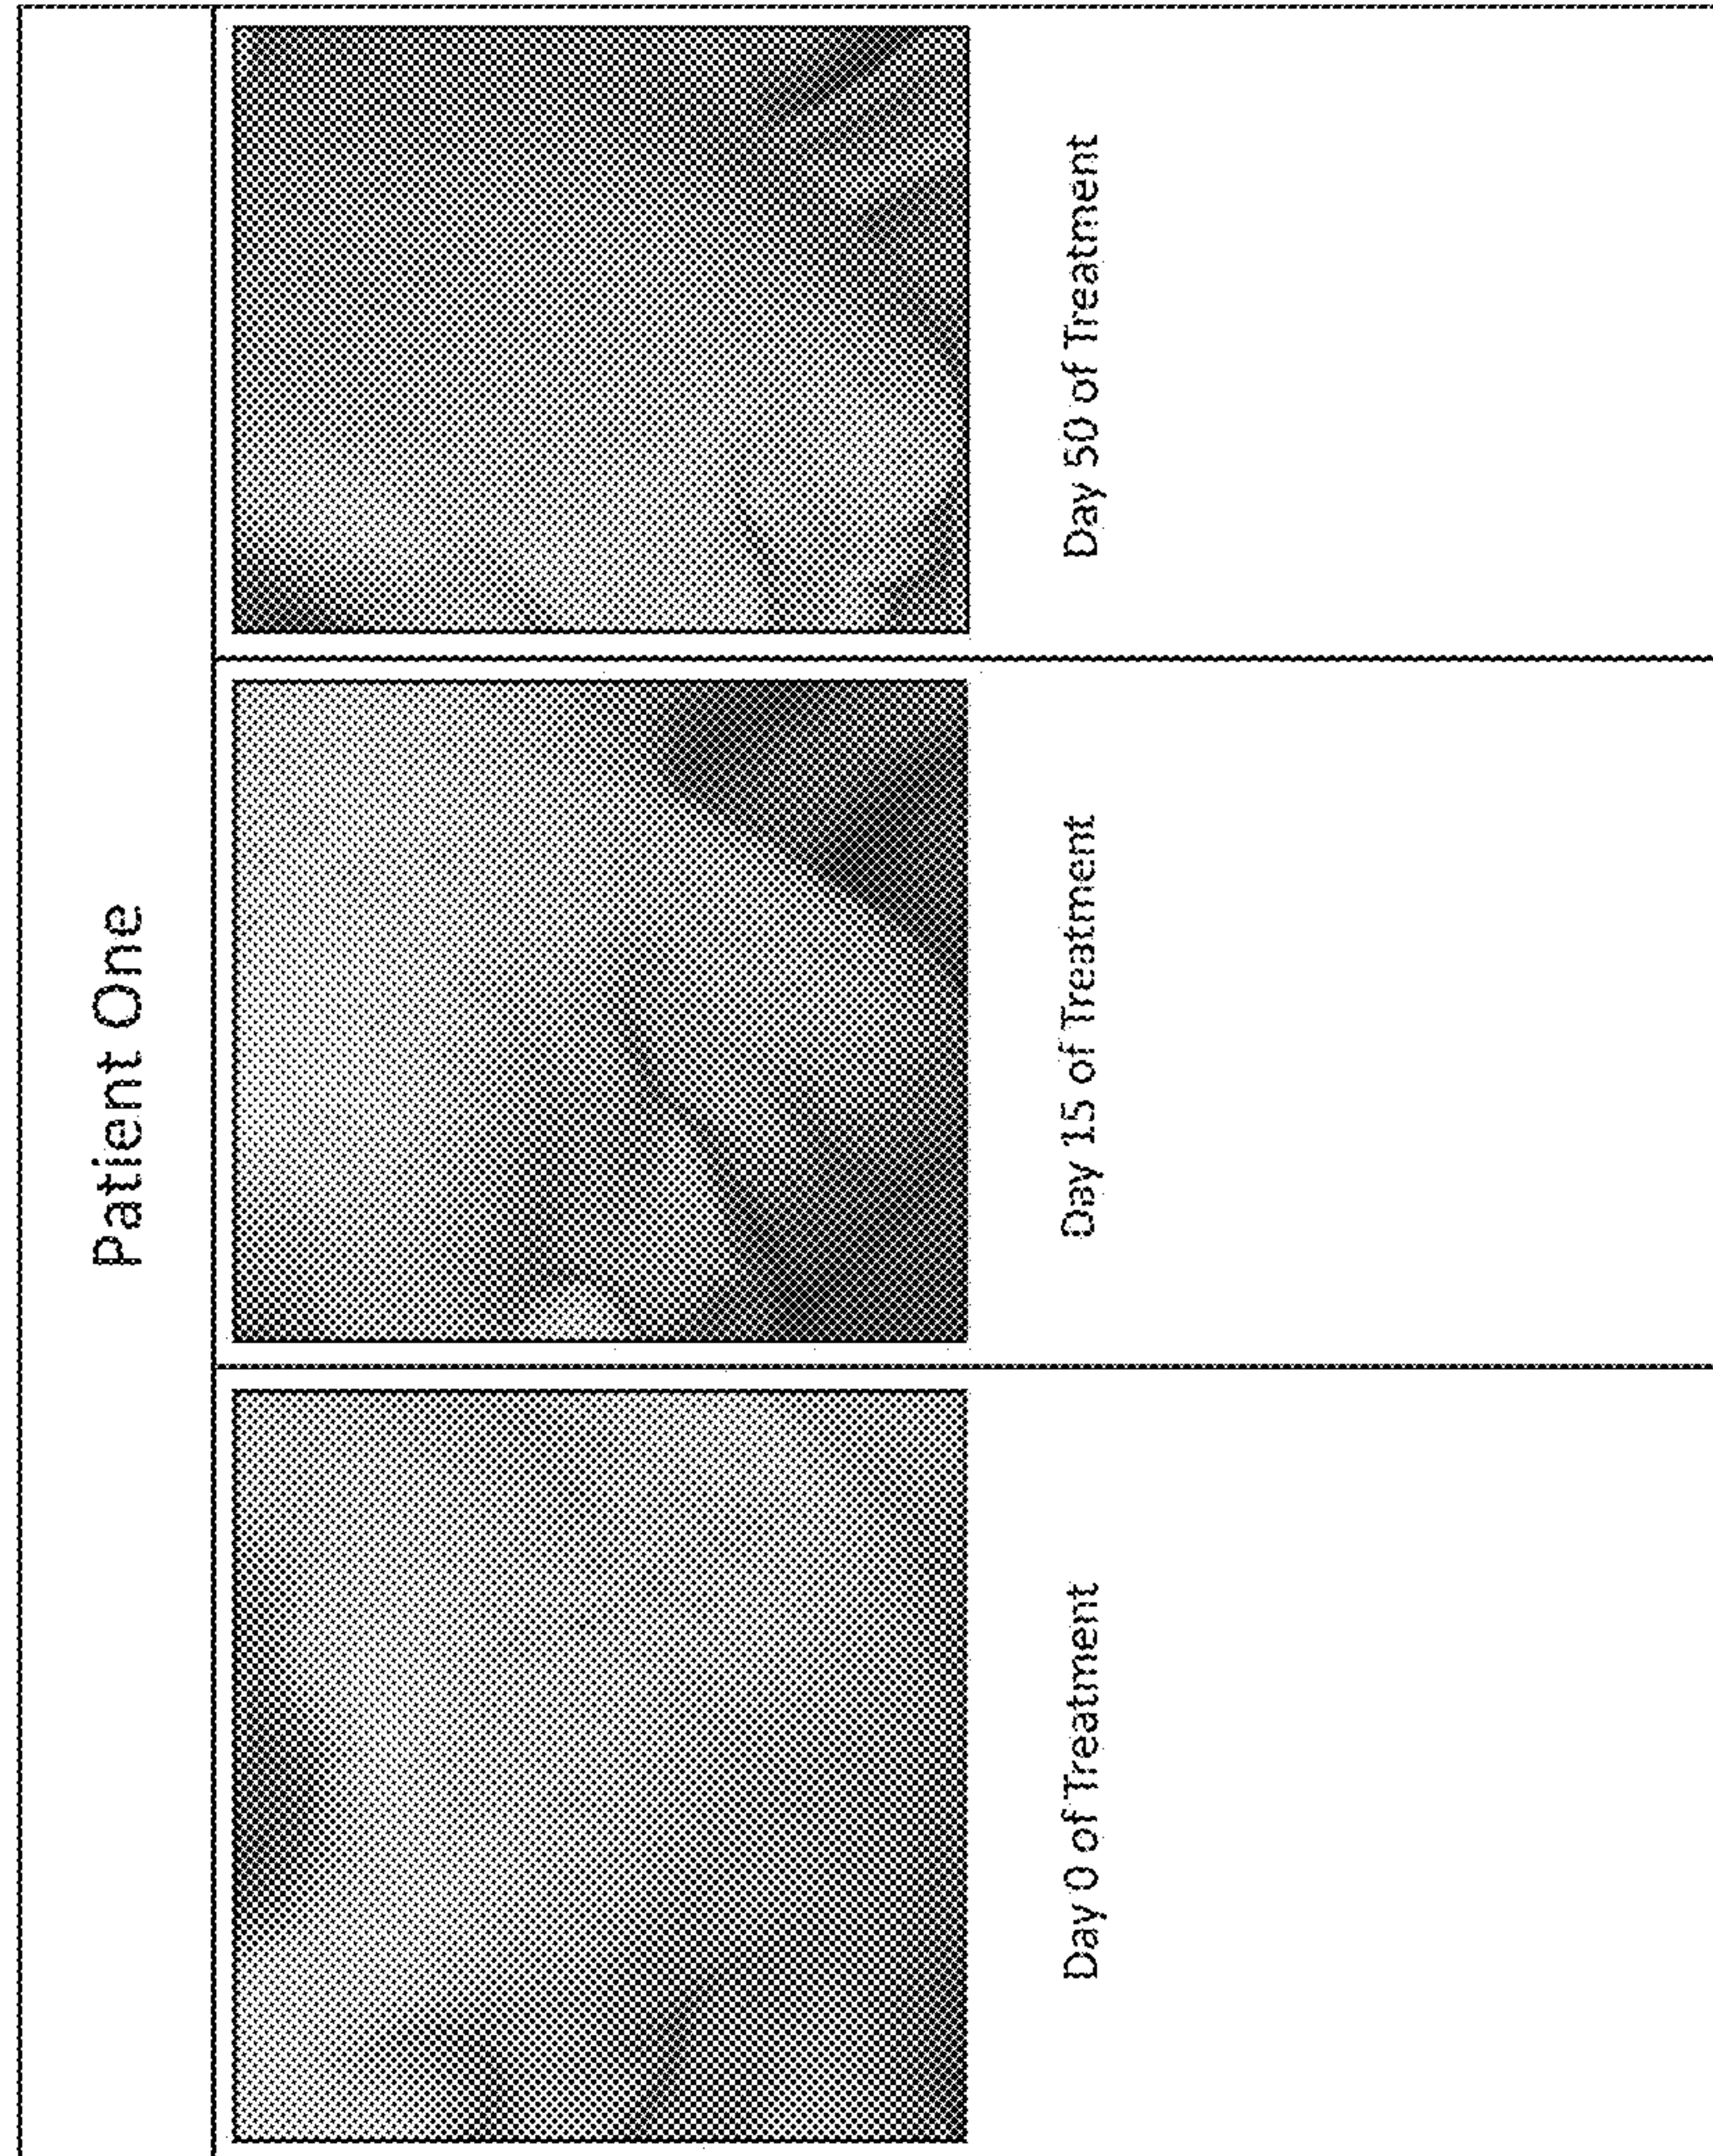 Patient One
Day 0 of Treatment
Day 15 of Treatment
Day 50 of Treatment